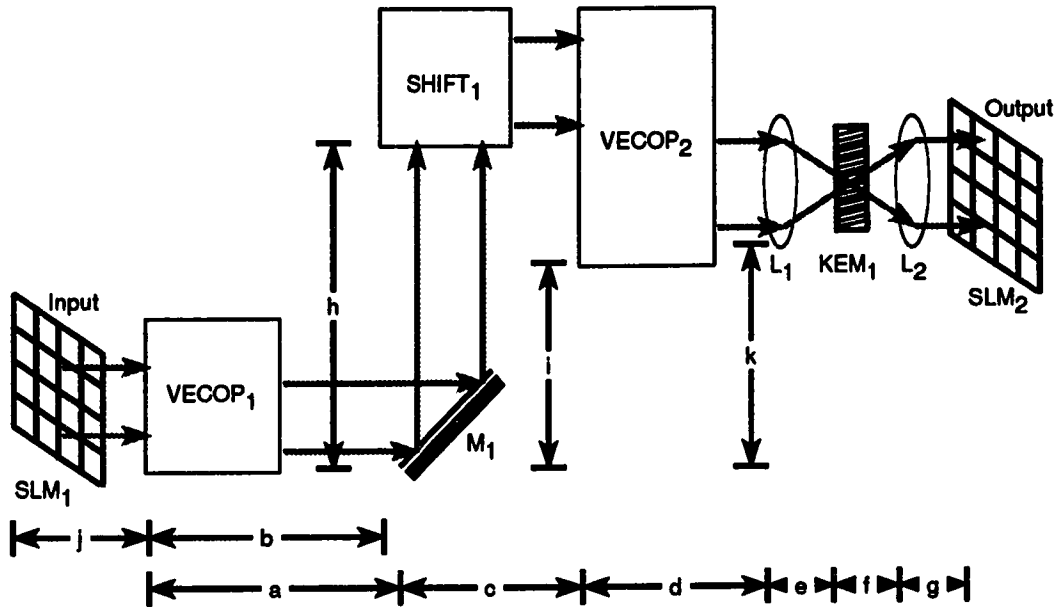 SHIFT1
VECOP2
Output
L1
KEM1
L2
SLM2
h
i
k
Input
VECOP1
M1
SLM1
j
b
a
c
d
e
f
g